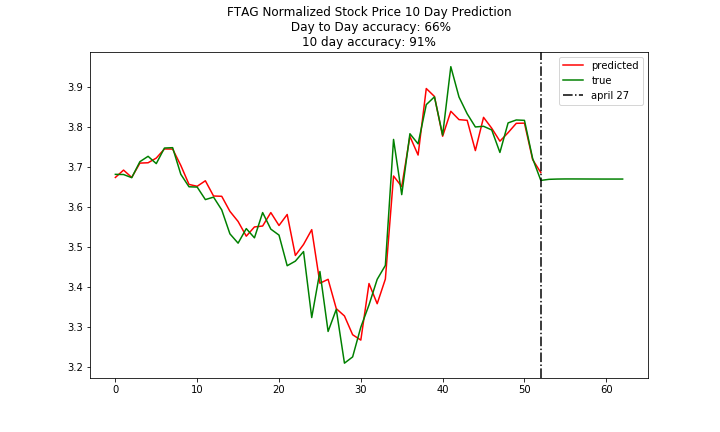 FTAG Normalized Stock Price 10 Day Prediction
Day to Day accuracy: 66%
10 day accuracy: 91%
predicted
true
april 27
3.9
3.8
3.7
3.6
3.5
3.4
3.3
3.2
0 10 20 30 40 50 60